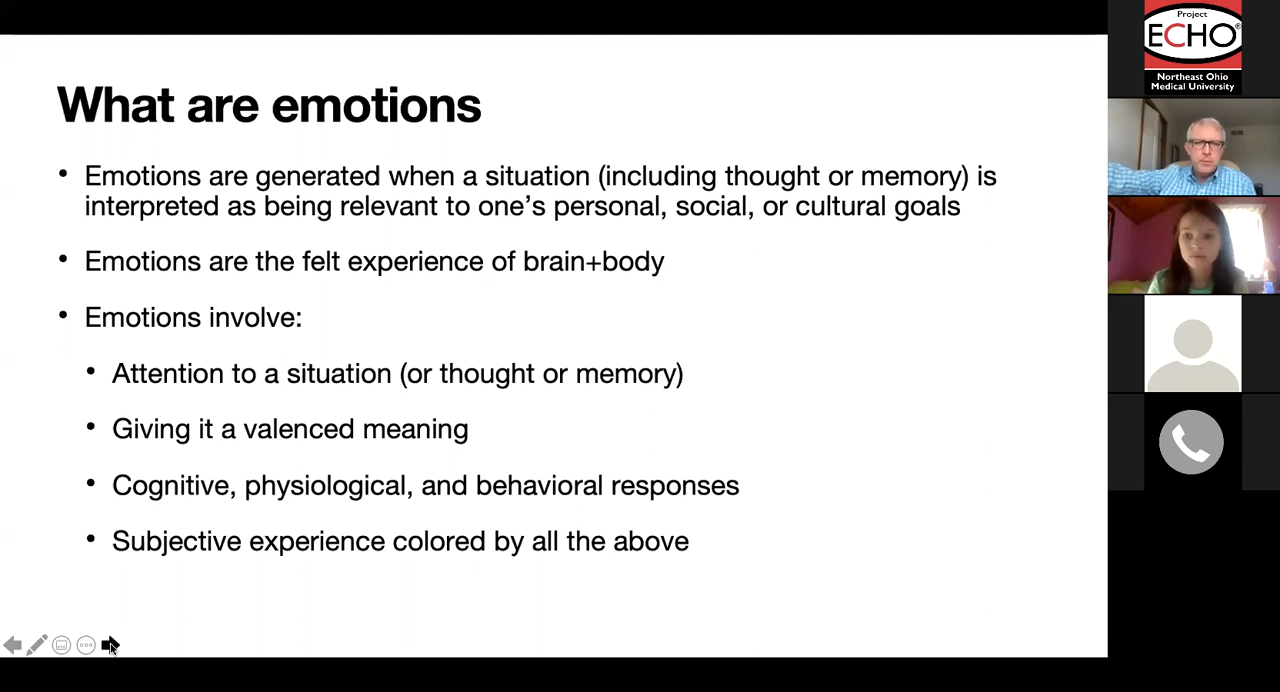 What are emotions
• Emotions are generated when a situation (including thought or memory) is
interpreted as being relevant to one’s personal, social, or cultural goals
• Emotions are the felt experience of brain+body
• Emotions involve:
• Attention to a situation (or thought or memory)
• Giving it a valenced meaning
• Cognitive, physiological, and behavioral responses
• Subjective experience colored by all the above
Project
ECHO®
Northeast Ohio
Medical University